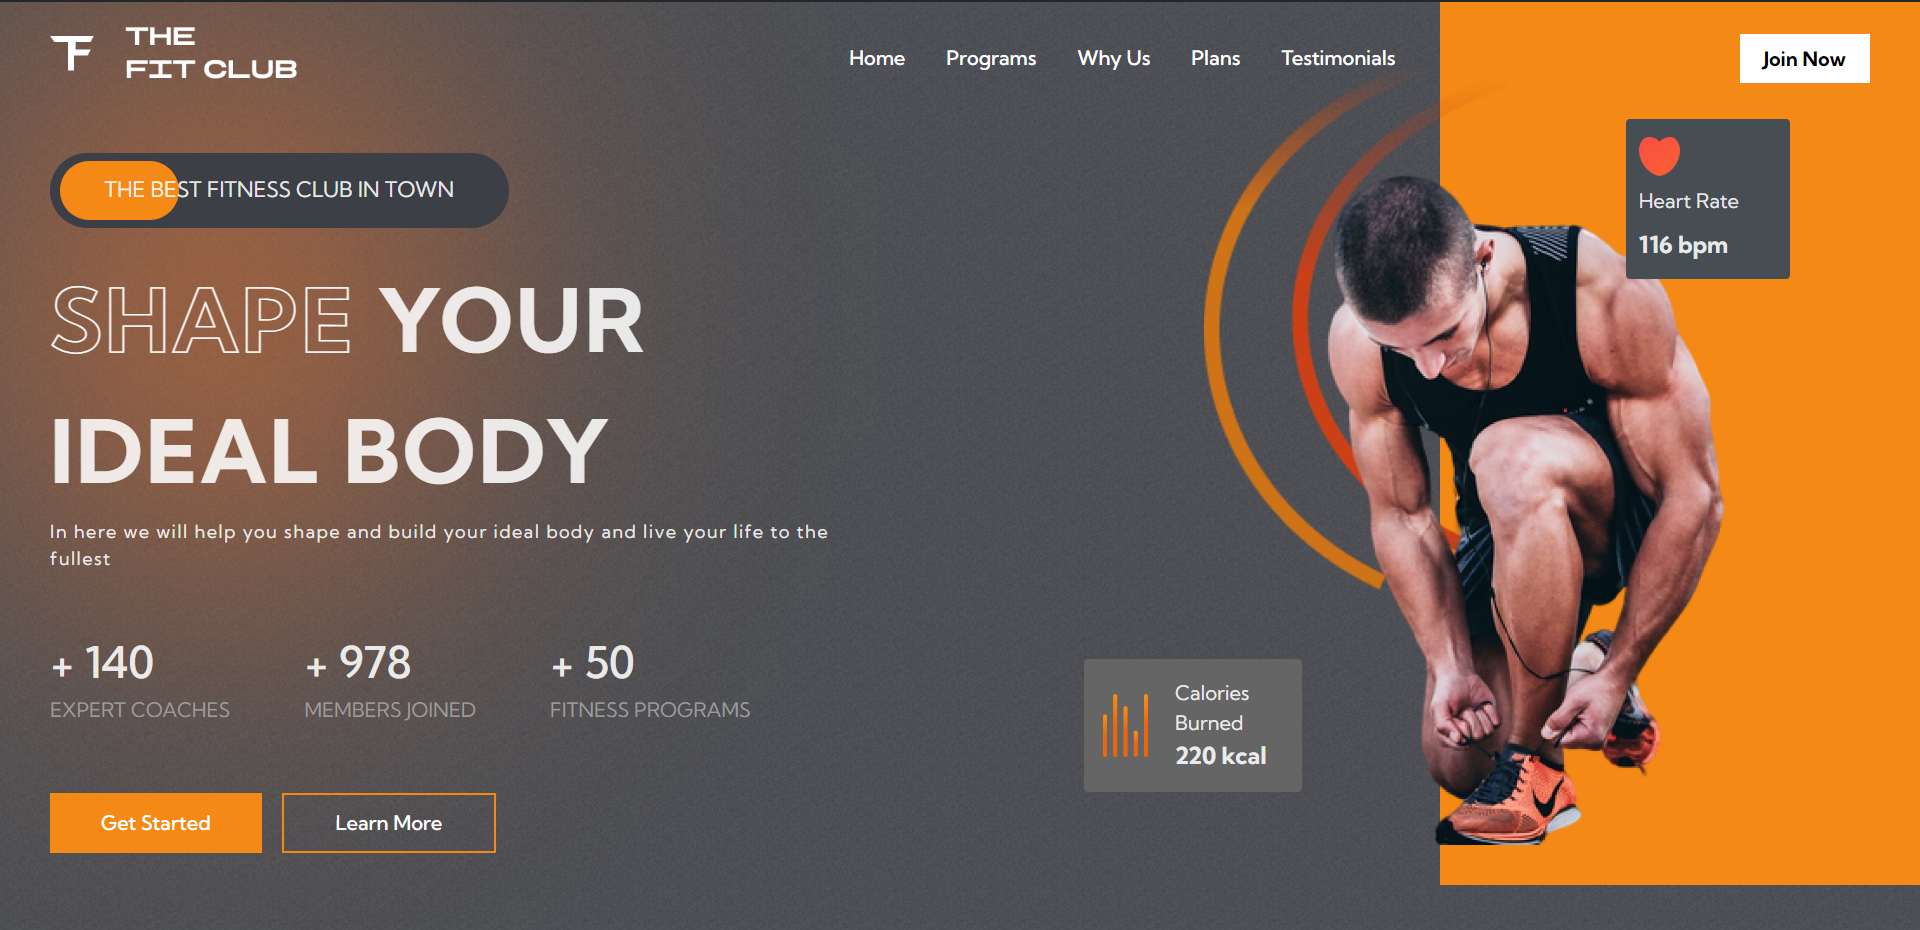 THE
FIT CLUB
Home Programs Why Us Plans Testimonials
Join Now
THE BEST FITNESS CLUB IN TOWN
Heart Rate
116 bpm
SHAPE YOUR
IDEAL BODY
In here we will help you shape and build your ideal body and live your life to the
fullest
+ 140
EXPERT COACHES
+ 978
MEMBERS JOINED
+ 50
FITNESS PROGRAMS
Calories
Burned
220 kcal
Get Started
Learn More